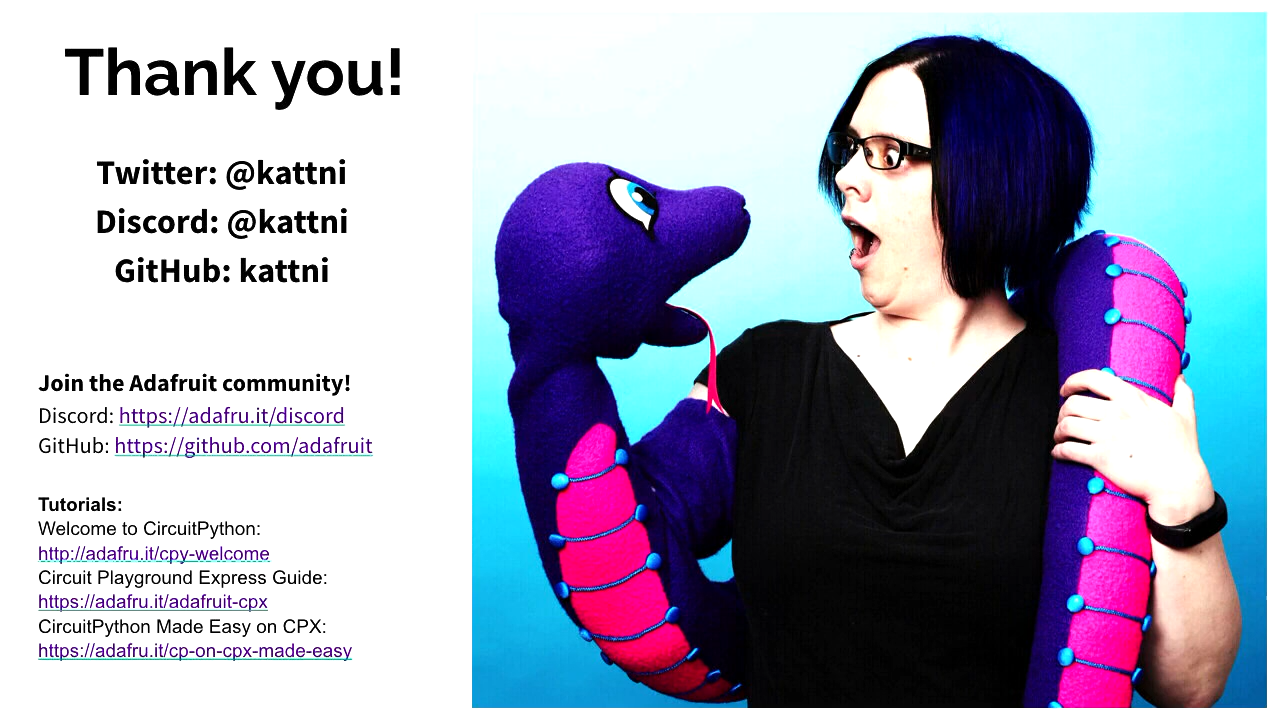 Thank you!
Twitter: @kattni
Discord: @kattni
GitHub: kattni
Join the Adafruit community!
Discord: https://adafru.it/discord
GitHub: https://github.com/adafruit
Tutorials:
Welcome to CircuitPython:
http://adafru.it/cpy-welcome
Circuit Playground Express Guide:
https://adafru.it/adafruit-cpx
CircuitPython Made Easy on CPX:
https://adafru.it/cp-on-cpx-made-easy